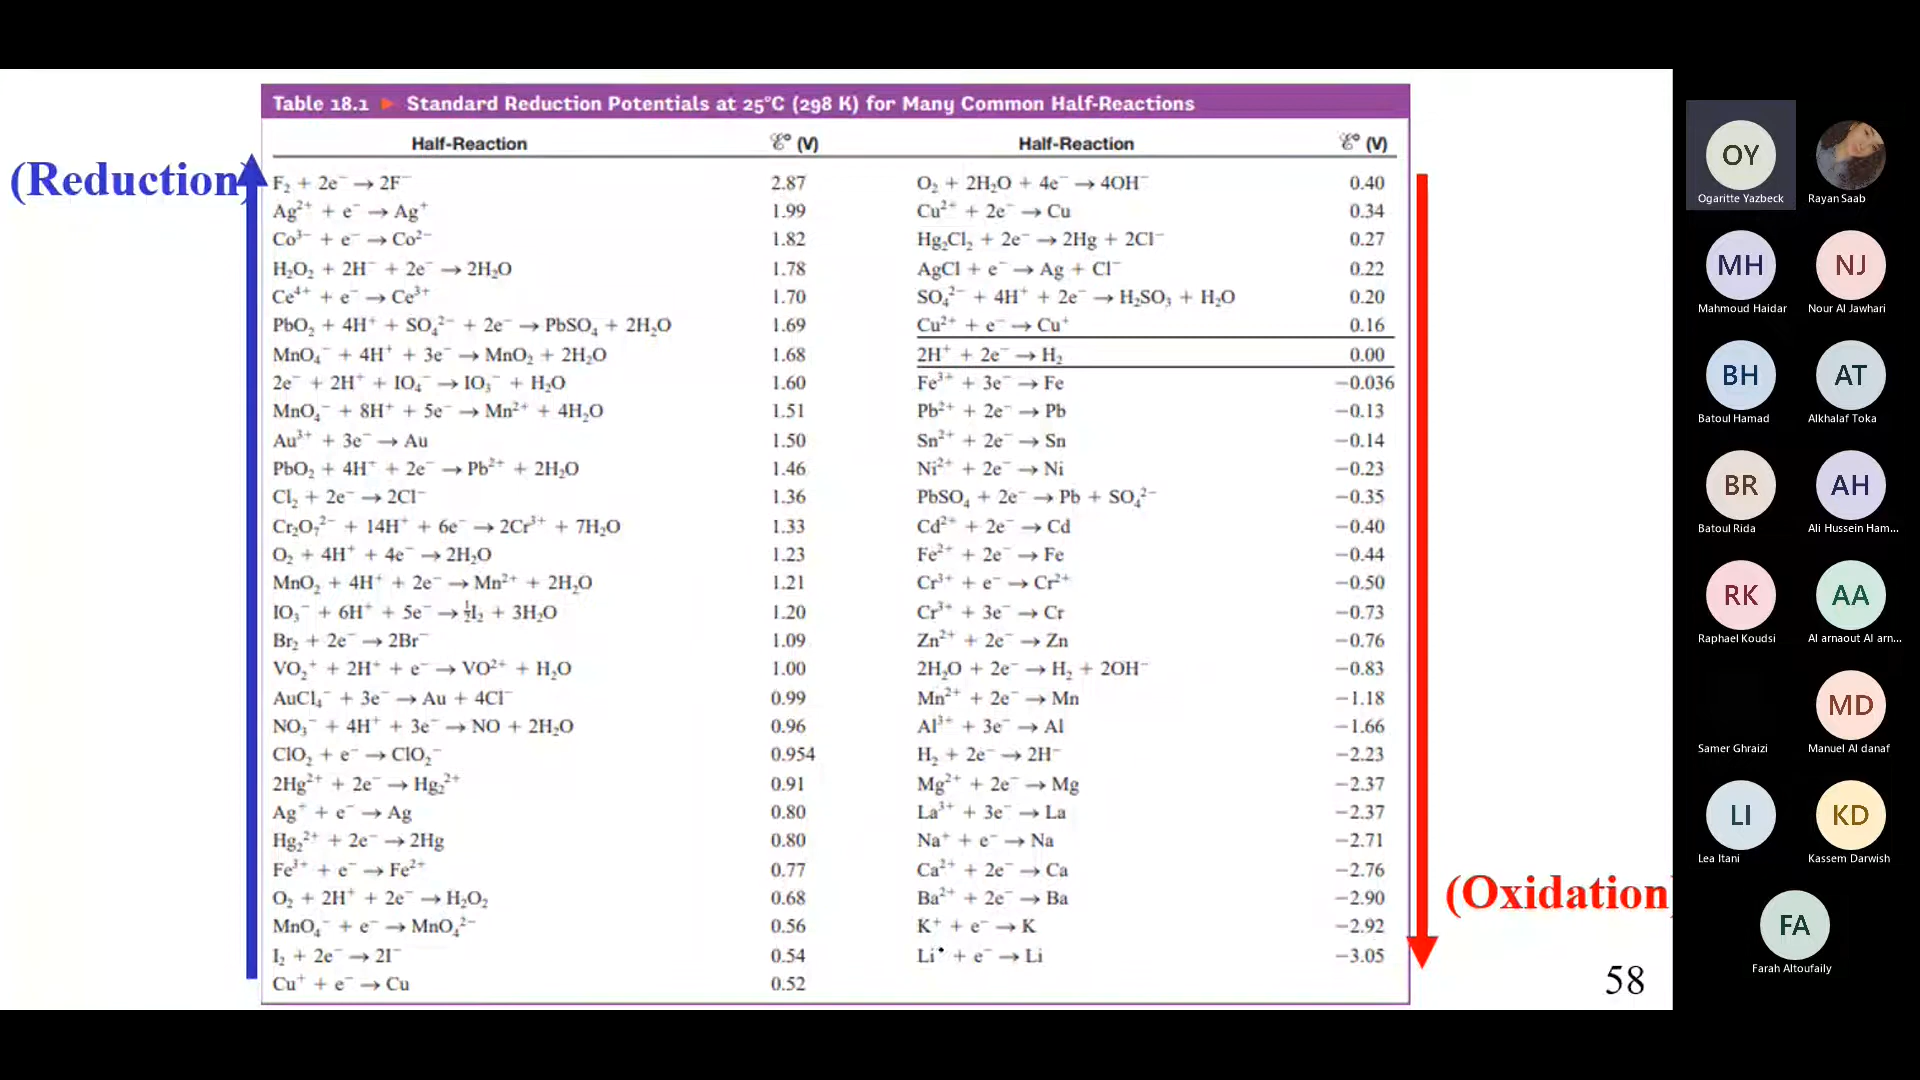 Table 18.1 ► Standard Reduction Potentials at 25°C (298 K) for Many Common Half-Reactions
Half-Reaction ℰ° (V) Half-Reaction ℰ° (V)
(Reduction)
F₂ + 2e⁻ → 2F⁻ 2.87
Ag²⁺ + e⁻ → Ag⁺ 1.99
Co³⁻ + e⁻ → Co²⁻ 1.82
H₂O₂ + 2H⁻ + 2e⁻ → 2H₂O 1.78
Ce⁴⁺ + e⁻ → Ce³⁺ 1.70
PbO₂ + 4H⁺ + SO₄²⁻ + 2e⁻ → PbSO₄ + 2H₂O 1.69
MnO₄⁻ + 4H⁺ + 3e⁻ → MnO₂ + 2H₂O 1.68
2e⁻ + 2H⁺ + IO₄⁻ → IO₃⁻ + H₂O 1.60
MnO₄⁻ + 8H⁺ + 5e⁻ → Mn²⁺ + 4H₂O 1.51
Au³⁺ + 3e⁻ → Au 1.50
PbO₂ + 4H⁺ + 2e⁻ → Pb²⁺ + 2H₂O 1.46
Cl₂ + 2e⁻ → 2Cl⁻ 1.36
Cr₂O₇²⁻ + 14H⁺ + 6e⁻ → 2Cr³⁺ + 7H₂O 1.33
O₂ + 4H⁺ + 4e⁻ → 2H₂O 1.23
MnO₂ + 4H⁺ + 2e⁻ → Mn²⁺ + 2H₂O 1.21
IO₃⁻ + 6H⁺ + 5e⁻ → ½I₂ + 3H₂O 1.20
Br₂ + 2e⁻ → 2Br⁻ 1.09
VO₂⁺ + 2H⁺ + e⁻ → VO²⁺ + H₂O 1.00
AuCl₄⁻ + 3e⁻ → Au + 4Cl⁻ 0.99
NO₃⁻ + 4H⁺ + 3e⁻ → NO + 2H₂O 0.96
ClO₂ + e⁻ → ClO₂⁻ 0.954
2Hg²⁺ + 2e⁻ → Hg₂²⁺ 0.91
Ag⁺ + e⁻ → Ag 0.80
Hg₂²⁺ + 2e⁻ → 2Hg 0.80
Fe³⁺ + e⁻ → Fe²⁺ 0.77
O₂ + 2H⁺ + 2e⁻ → H₂O₂ 0.68
MnO₄⁻ + e⁻ → MnO₄²⁻ 0.56
I₂ + 2e⁻ → 2I⁻ 0.54
Cu⁺ + e⁻ → Cu 0.52
O₂ + 2H₂O + 4e⁻ → 4OH⁻ 0.40
Cu²⁺ + 2e⁻ → Cu 0.34
Hg₂Cl₂ + 2e⁻ → 2Hg + 2Cl⁻ 0.27
AgCl + e⁻ → Ag + Cl⁻ 0.22
SO₄²⁻ + 4H⁺ + 2e⁻ → H₂SO₃ + H₂O 0.20
Cu²⁺ + e⁻ → Cu⁺ 0.16
2H⁺ + 2e⁻ → H₂ 0.00
Fe³⁺ + 3e⁻ → Fe −0.036
Pb²⁺ + 2e⁻ → Pb −0.13
Sn²⁺ + 2e⁻ → Sn −0.14
Ni²⁺ + 2e⁻ → Ni −0.23
PbSO₄ + 2e⁻ → Pb + SO₄²⁻ −0.35
Cd²⁺ + 2e⁻ → Cd −0.40
Fe²⁺ + 2e⁻ → Fe −0.44
Cr³⁺ + e⁻ → Cr²⁺ −0.50
Cr³⁺ + 3e⁻ → Cr −0.73
Zn²⁺ + 2e⁻ → Zn −0.76
2H₂O + 2e⁻ → H₂ + 2OH⁻ −0.83
Mn²⁺ + 2e⁻ → Mn −1.18
Al³⁺ + 3e⁻ → Al −1.66
H₂ + 2e⁻ → 2H⁻ −2.23
Mg²⁺ + 2e⁻ → Mg −2.37
La³⁺ + 3e⁻ → La −2.37
Na⁺ + e⁻ → Na −2.71
Ca²⁺ + 2e⁻ → Ca −2.76
Ba²⁺ + 2e⁻ → Ba −2.90
K⁺ + e⁻ → K −2.92
Li⁺ + e⁻ → Li −3.05
(Oxidation)
58
OY
Ogaritte Yazbeck Rayan Saab
MH NJ
Mahmoud Haidar Nour Al Jawhari
BH AT
Batoul Hamad Alkhalaf Toka
BR AH
Batoul Rida Ali Hussein Ham...
RK AA
Raphael Koudsi Al arnaout Al arn...
MD
Samer Ghraizi Manuel Al danaf
LI KD
Lea Itani Kassem Darwish
FA
Farah Altoufaily